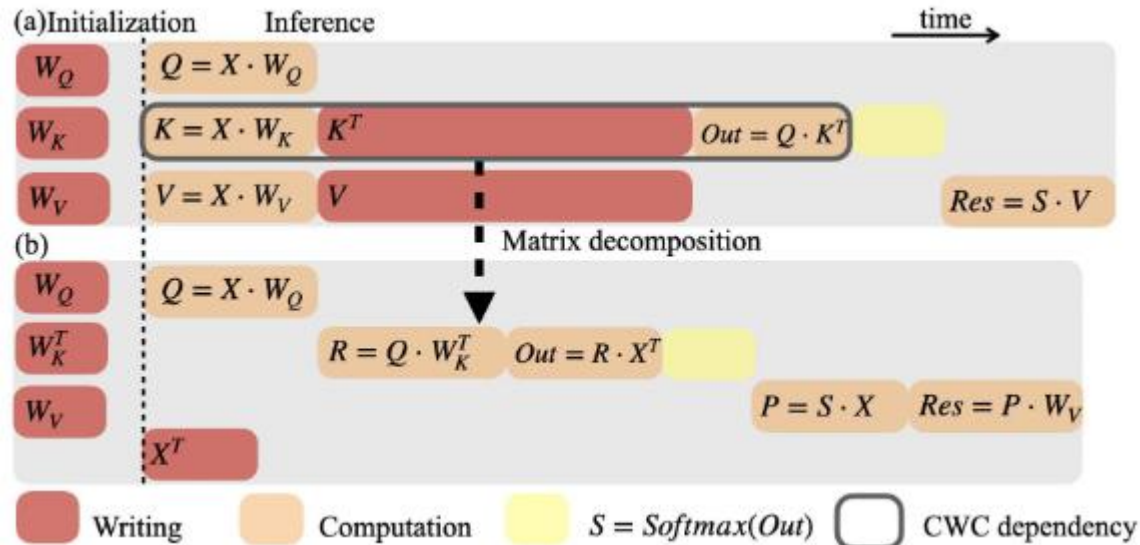 (a)Initialization Inference time
W_Q Q = X · W_Q
W_K K = X · W_K K^T Out = Q · K^T
W_V V = X · W_V V Res = S · V
Matrix decomposition
(b)
W_Q Q = X · W_Q
W_K^T R = Q · W_K^T Out = R · X^T
W_V P = S · X Res = P · W_V
X^T
Writing Computation S = Softmax(Out) CWC dependency